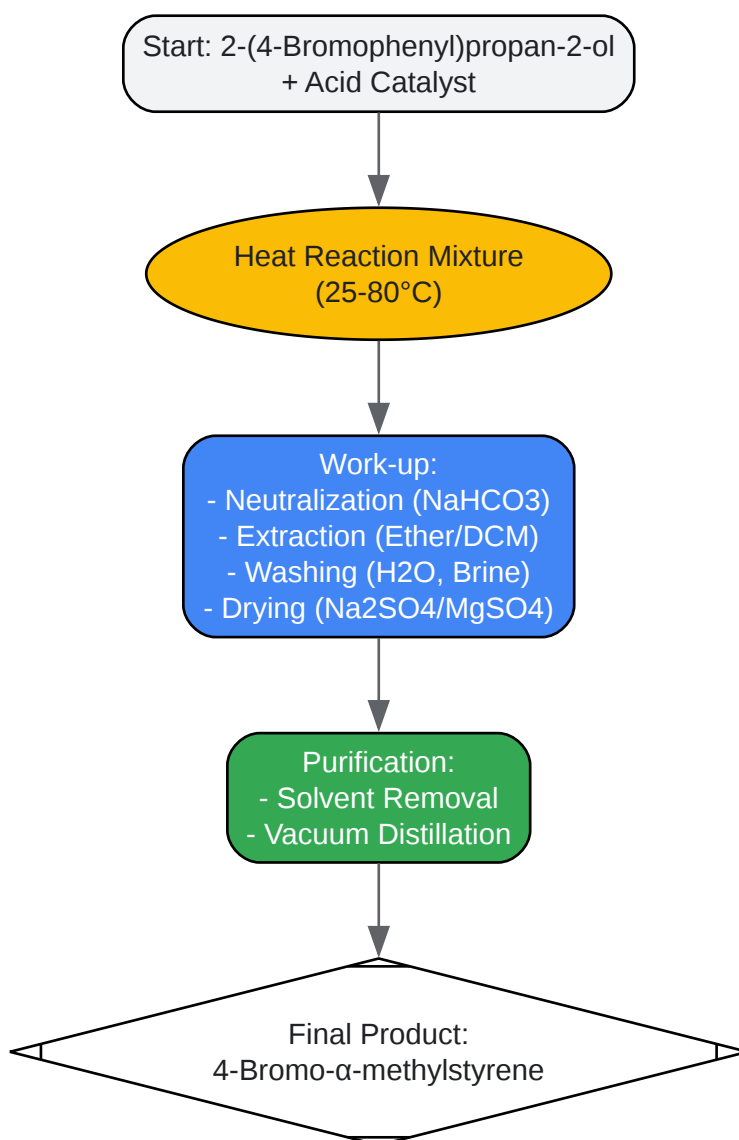 Start: 2-(4-Bromophenyl)propan-2-ol
+ Acid Catalyst
Heat Reaction Mixture
(25-80°C)
Work-up:
- Neutralization (NaHCO3)
- Extraction (Ether/DCM)
- Washing (H2O, Brine)
- Drying (Na2SO4/MgSO4)
Purification:
- Solvent Removal
- Vacuum Distillation
Final Product:
4-Bromo-α-methylstyrene